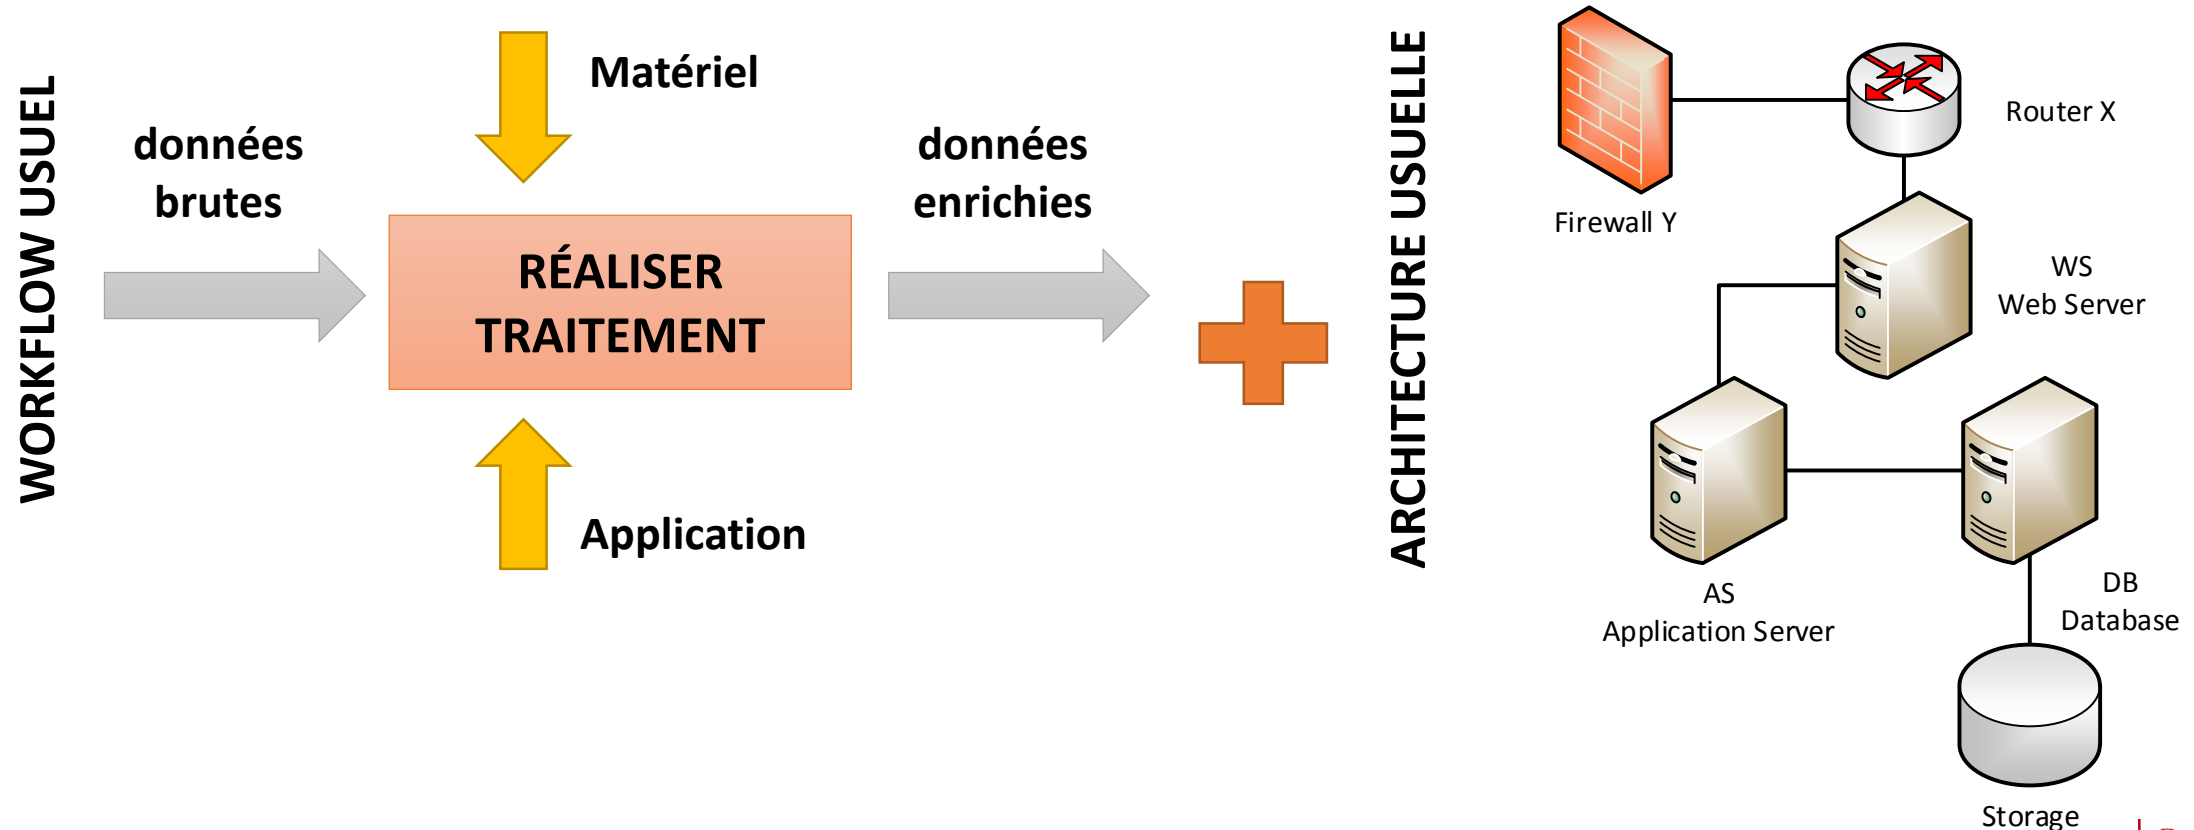 WORKFLOW USUEL
données
brutes
Matériel
RÉALISER
TRAITEMENT
Application
données
enrichies
ARCHITECTURE USUELLE
Firewall Y
Router X
WS
Web Server
AS
Application Server
DB
Database
Storage